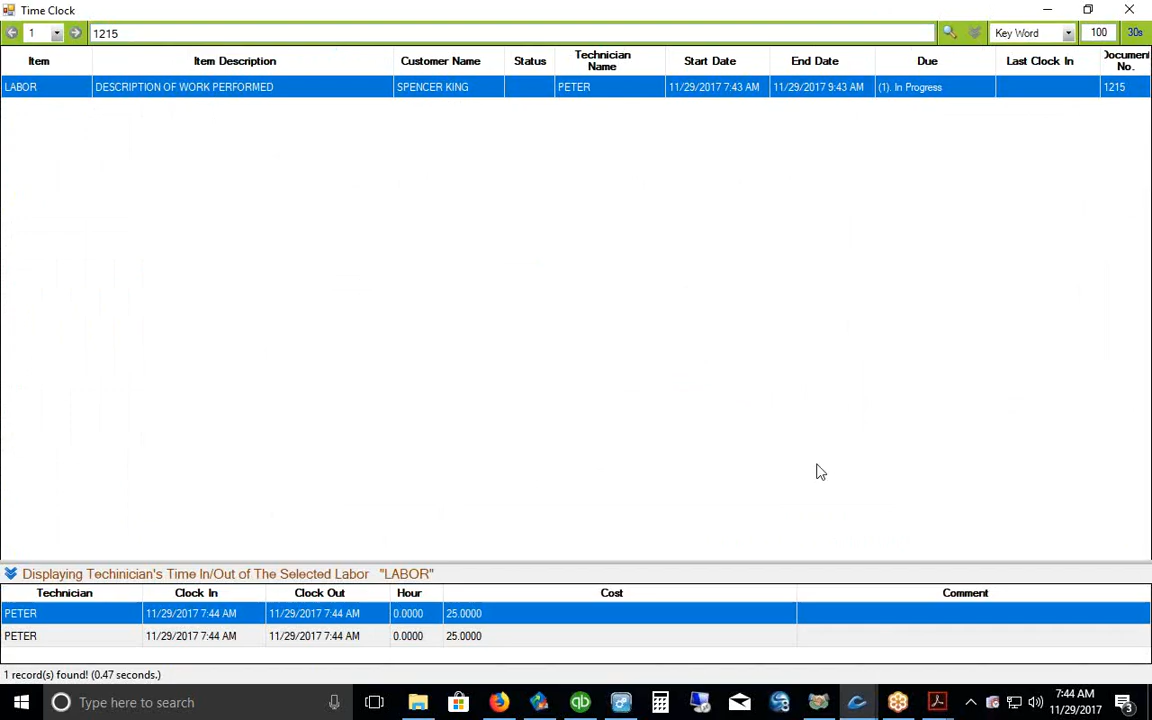 Time Clock
1 1215 Key Word 100 30s
Item Item Description Customer Name Status Technician Name Start Date End Date Due Last Clock In Document No.
LABOR DESCRIPTION OF WORK PERFORMED SPENCER KING PETER 11/29/2017 7:43 AM 11/29/2017 9:43 AM (1). In Progress 1215
Displaying Techinician's Time In/Out of The Selected Labor "LABOR"
Technician Clock In Clock Out Hour Cost Comment
PETER 11/29/2017 7:44 AM 11/29/2017 7:44 AM 0.0000 25.0000
PETER 11/29/2017 7:44 AM 11/29/2017 7:44 AM 0.0000 25.0000
1 record(s) found! (0.47 seconds.)
Type here to search
qb
7:44 AM
11/29/2017
3